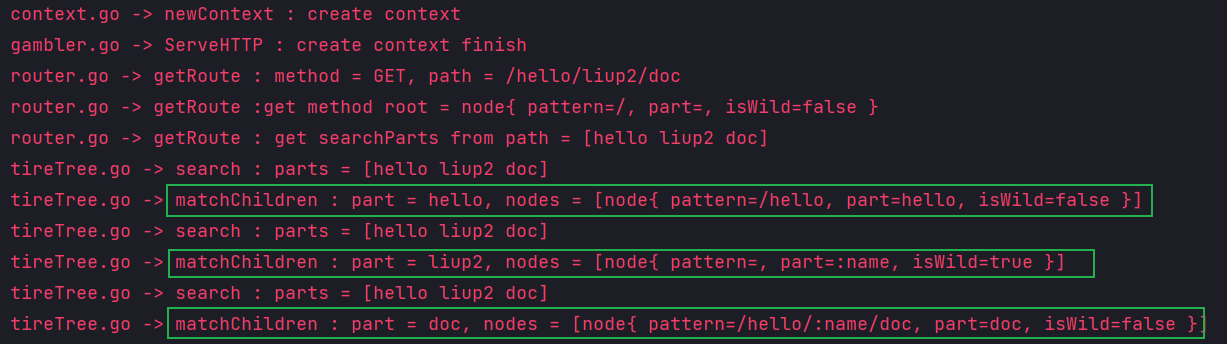 context.go -> newContext : create context
gambler.go -> ServeHTTP : create context finish
router.go -> getRoute : method = GET, path = /hello/liup2/doc
router.go -> getRoute :get method root = node{ pattern=/, part=, isWild=false }
router.go -> getRoute : get searchParts from path = [hello liup2 doc]
tireTree.go -> search : parts = [hello liup2 doc]
tireTree.go -> matchChildren : part = hello, nodes = [node{ pattern=/hello, part=hello, isWild=false }]
tireTree.go -> search : parts = [hello liup2 doc]
tireTree.go -> matchChildren : part = liup2, nodes = [node{ pattern=, part=:name, isWild=true }]
tireTree.go -> search : parts = [hello liup2 doc]
tireTree.go -> matchChildren : part = doc, nodes = [node{ pattern=/hello/:name/doc, part=doc, isWild=false }]